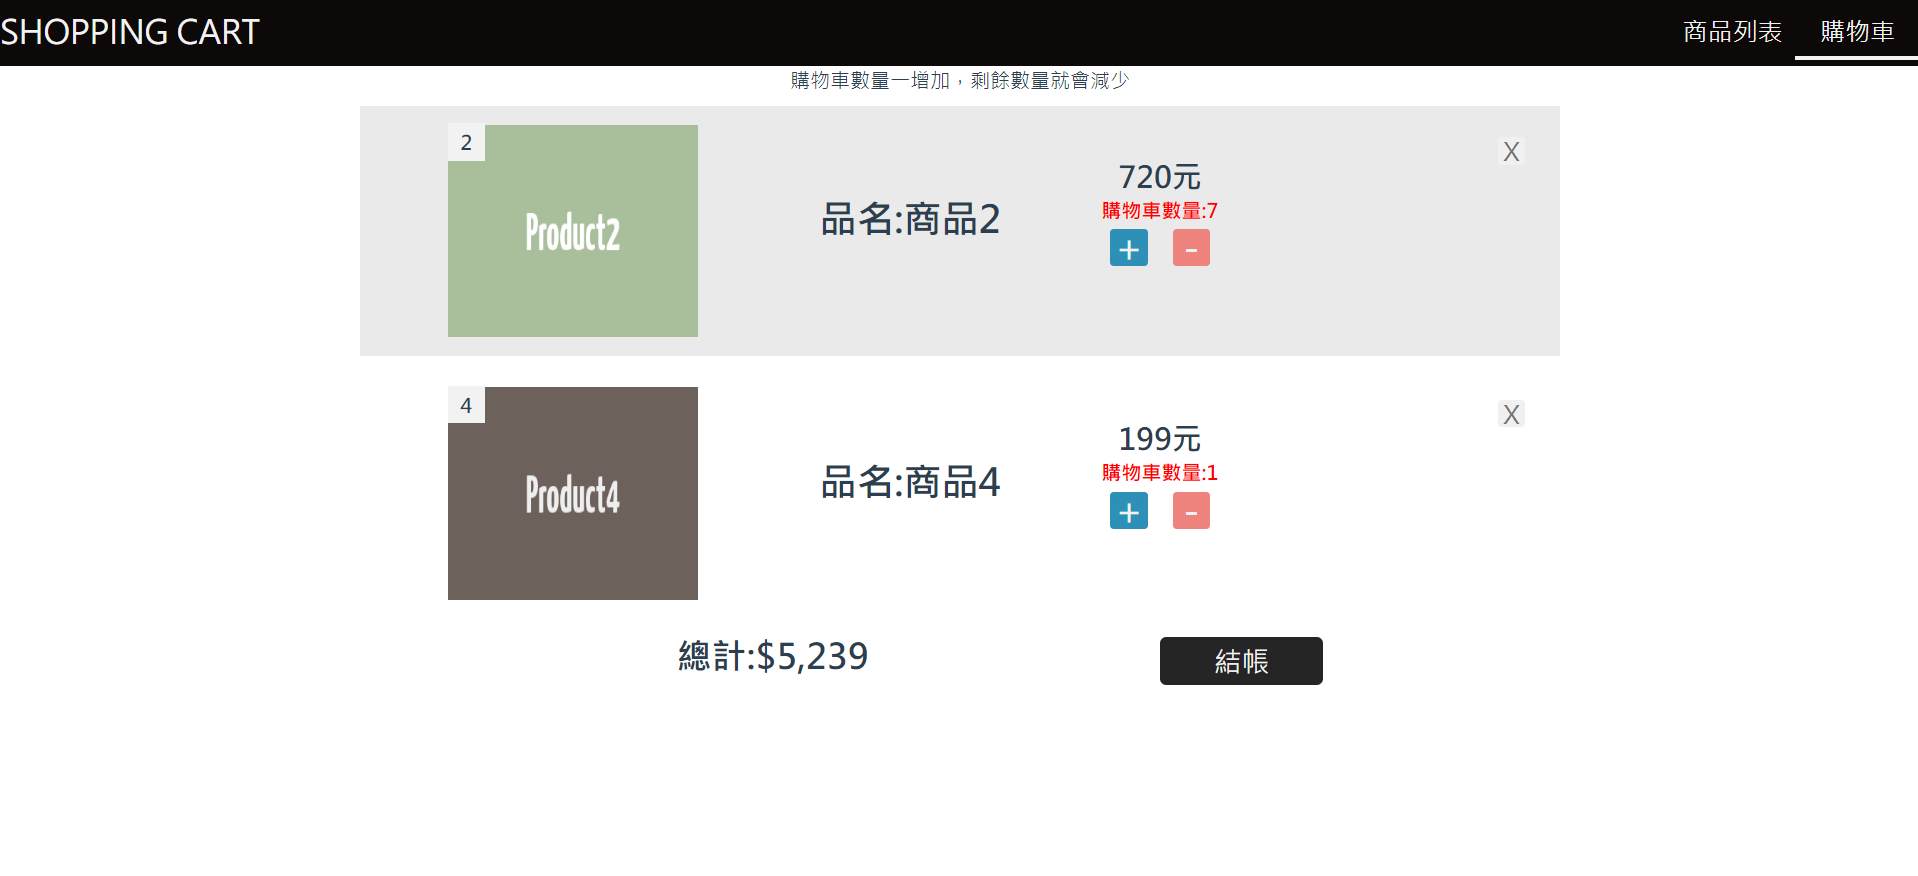 SHOPPING CART
商品列表
購物車
購物車數量一增加，剩餘數量就會減少
2
Product2
品名:商品2
720元
購物車數量:7
+
-
X
4
Product4
品名:商品4
199元
購物車數量:1
+
-
X
總計:$5,239
結帳